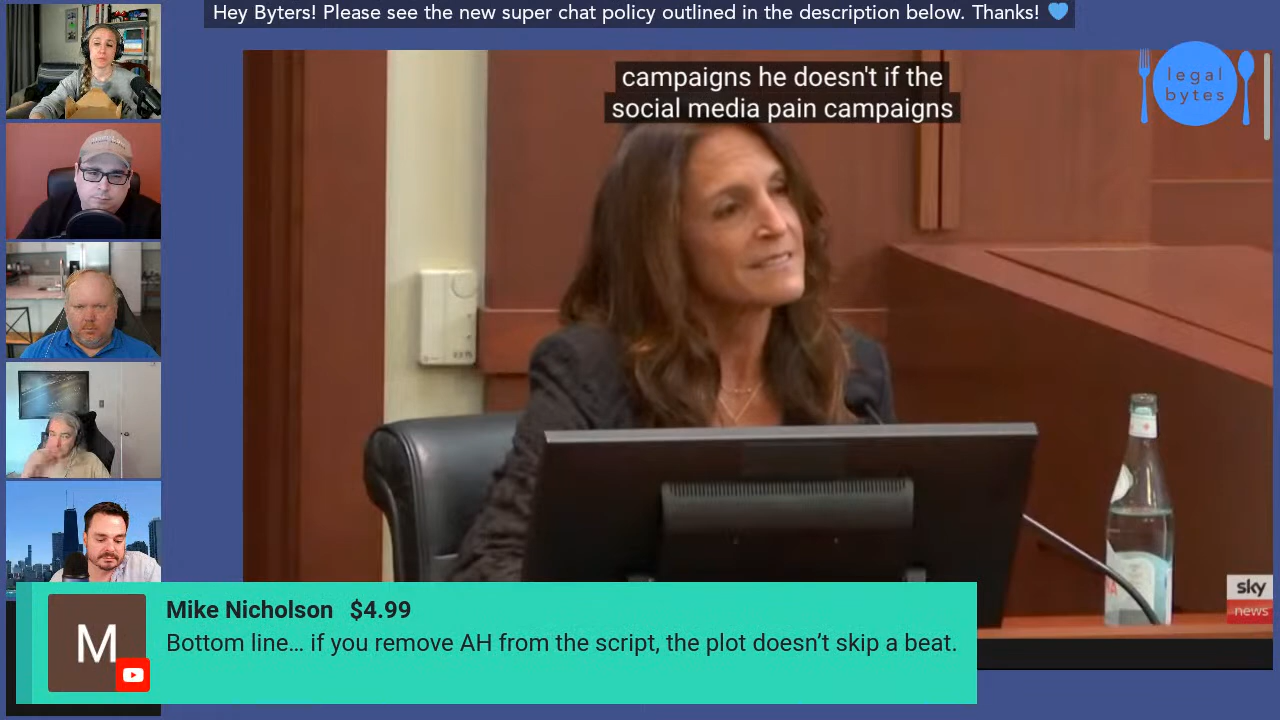 Hey Byters! Please see the new super chat policy outlined in the description below. Thanks! 💙
legal
bytes
campaigns he doesn't if the
social media pain campaigns
sky
news
M
Mike Nicholson $4.99
Bottom line… if you remove AH from the script, the plot doesn’t skip a beat.